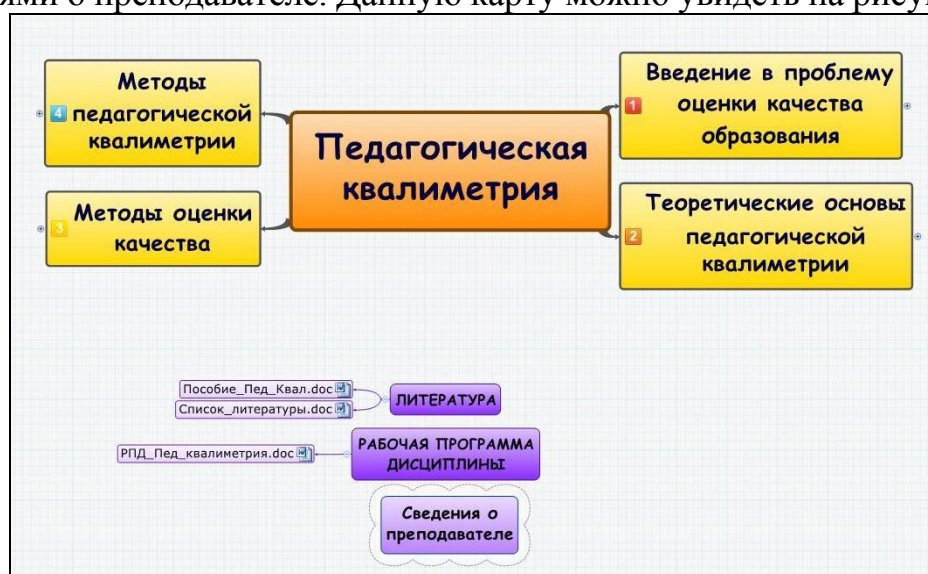 ями о преподавателе. Данную карту можно увидеть на рису
Методы
4 педагогической
квалиметрии
Методы оценки
3
качества
Педагогическая
квалиметрия
Введение в проблему
1 оценки качества
образования
Теоретические основы
2 педагогической
квалиметрии
Пособие_Пед_Квал.doc
Список_литературы.doc
ЛИТЕРАТУРА
РПД_Пед_квалиметрия.doc
РАБОЧАЯ ПРОГРАММА
ДИСЦИПЛИНЫ
Сведения о
преподавателе